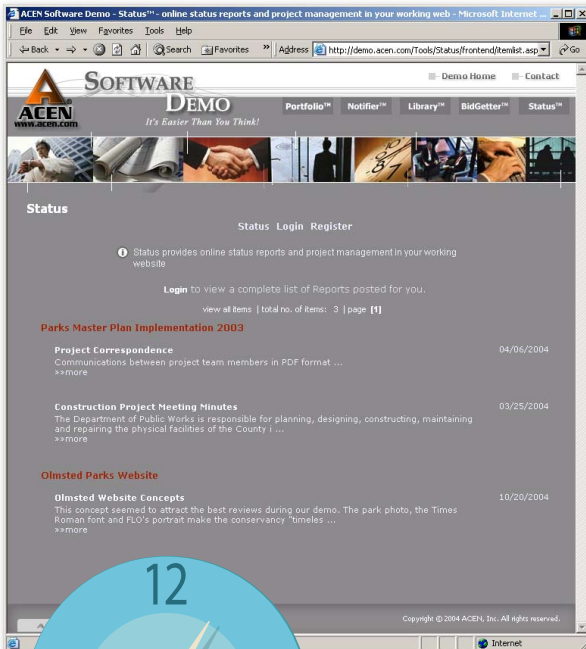 ACEN Software Demo - Status™ - online status reports and project management in your working web - Microsoft Internet ...
File Edit View Favorites Tools Help
Back Search Favorites » Address http://demo.acen.com/Tools/Status/frontend/itemlist.asp Go
Demo Home Contact
SOFTWARE
DEMO
It's Easier Than You Think!
ACEN
www.acen.com
Portfolio™ Notifier™ Library™ BidGetter™ Status™
Status
Status Login Register
Status provides online status reports and project management in your working
website
Login to view a complete list of Reports posted for you.
view all items | total no. of items: 3 | page [1]
Parks Master Plan Implementation 2003
Project Correspondence 04/06/2004
Communications between project team members in PDF format ...
>>more
Construction Project Meeting Minutes 03/25/2004
The Department of Public Works is responsible for planning, designing, constructing, maintaining
and repairing the physical facilities of the County i ...
>>more
Olmsted Parks Website
Olmsted Website Concepts 10/20/2004
This concept seemed to attract the best reviews during our demo. The park photo, the Times
Roman font and FLO's portrait make the conservancy "timeles ...
>>more
12
Copyright © 2004 ACEN, Inc. All rights reserved.
Internet